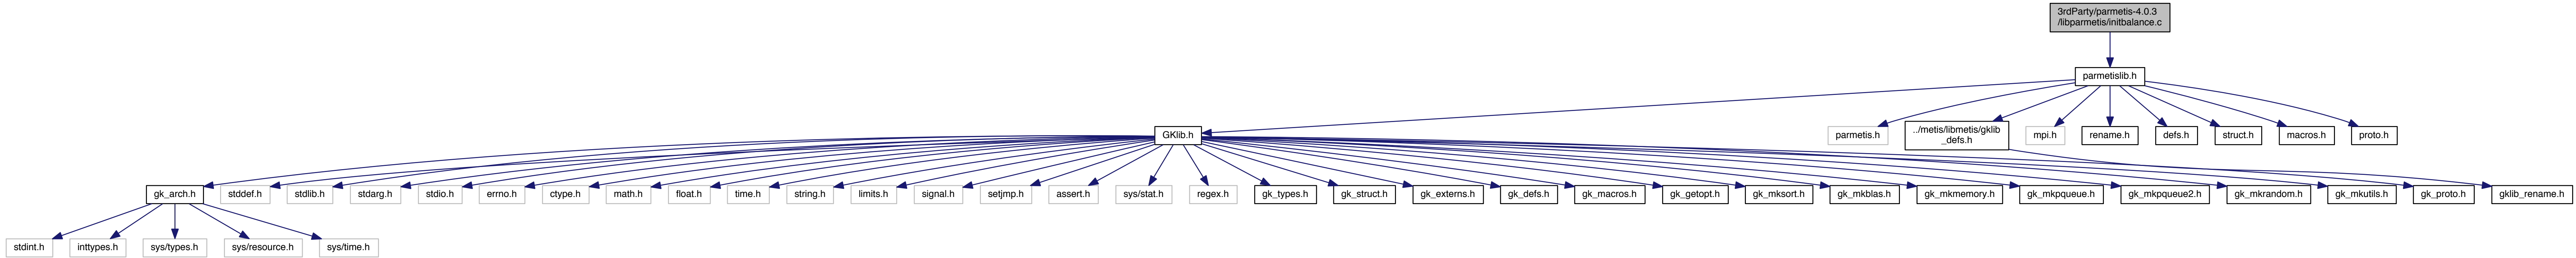 3rdParty/parmetis-4.0.3
/libparmetis/initbalance.c
parmetislib.h
GKlib.h
parmetis.h
../metis/libmetis/gklib
_defs.h
mpi.h
rename.h
defs.h
struct.h
macros.h
proto.h
gk_arch.h
stddef.h
stdlib.h
stdarg.h
stdio.h
errno.h
ctype.h
math.h
float.h
time.h
string.h
limits.h
signal.h
setjmp.h
assert.h
sys/stat.h
regex.h
gk_types.h
gk_struct.h
gk_externs.h
gk_defs.h
gk_macros.h
gk_getopt.h
gk_mksort.h
gk_mkblas.h
gk_mkmemory.h
gk_mkpqueue.h
gk_mkpqueue2.h
gk_mkrandom.h
gk_mkutils.h
gk_proto.h
gklib_rename.h
stdint.h
inttypes.h
sys/types.h
sys/resource.h
sys/time.h